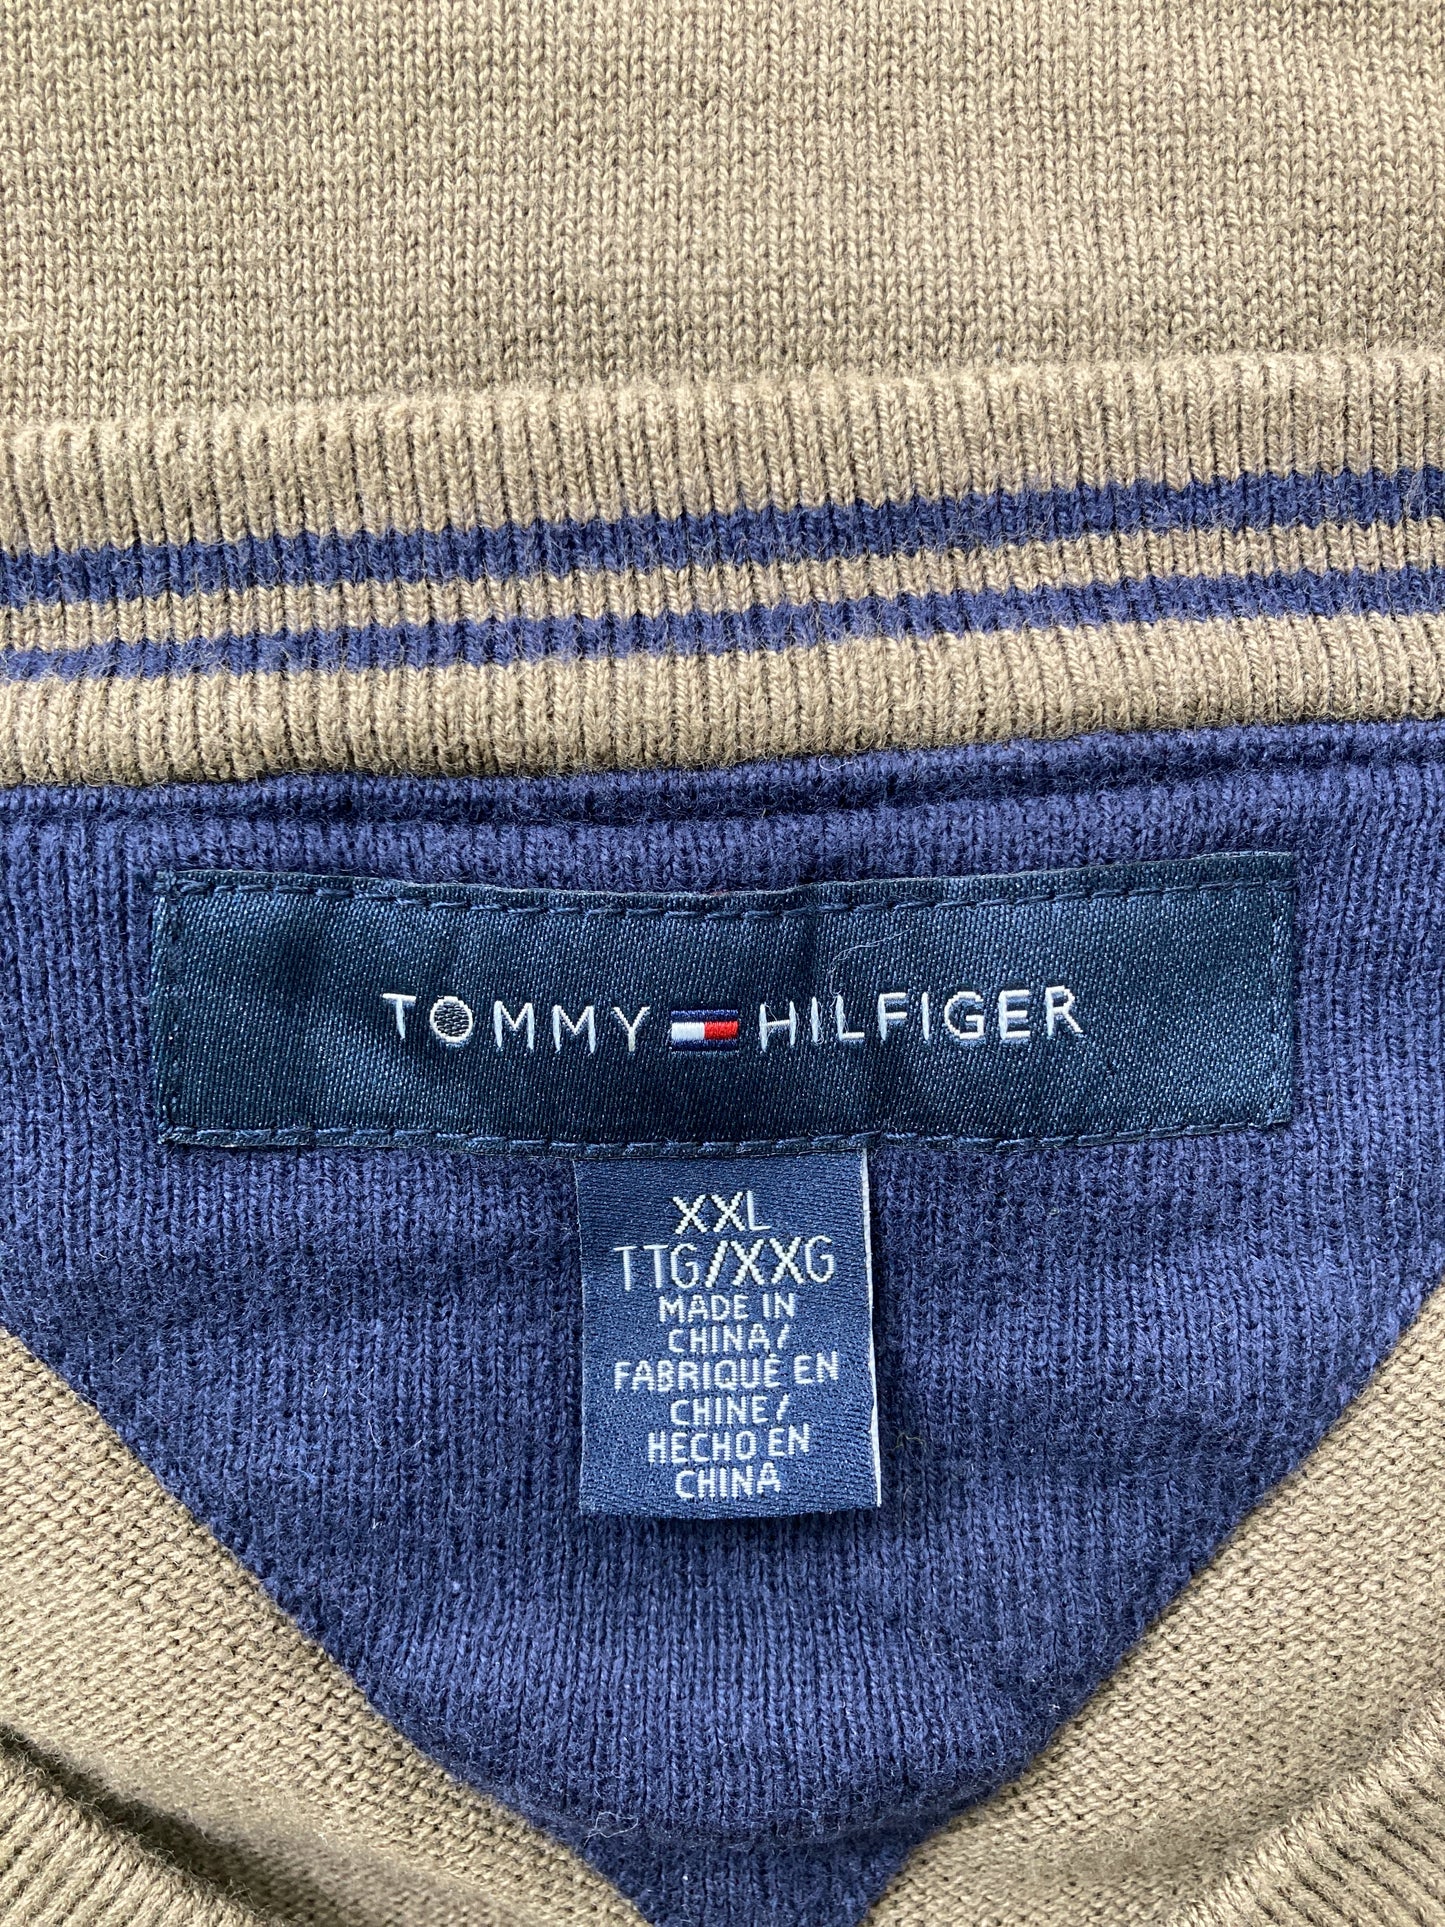 TOMMY HILFIGER
XXL
TTG/XXG
MADE IN
CHINA/
FABRIQUÉ EN
CHINE/
HECHO EN
CHINA